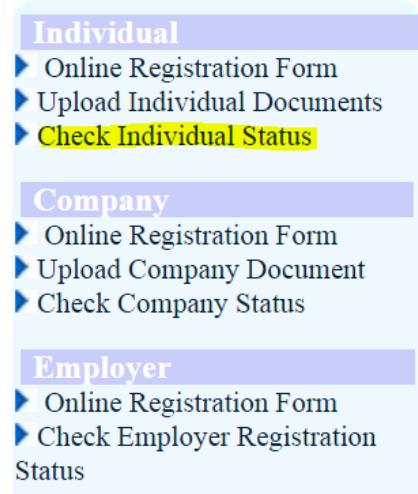 Individual
Online Registration Form
Upload Individual Documents
Check Individual Status
Company
Online Registration Form
Upload Company Document
Check Company Status
Employer
Online Registration Form
Check Employer Registration
Status